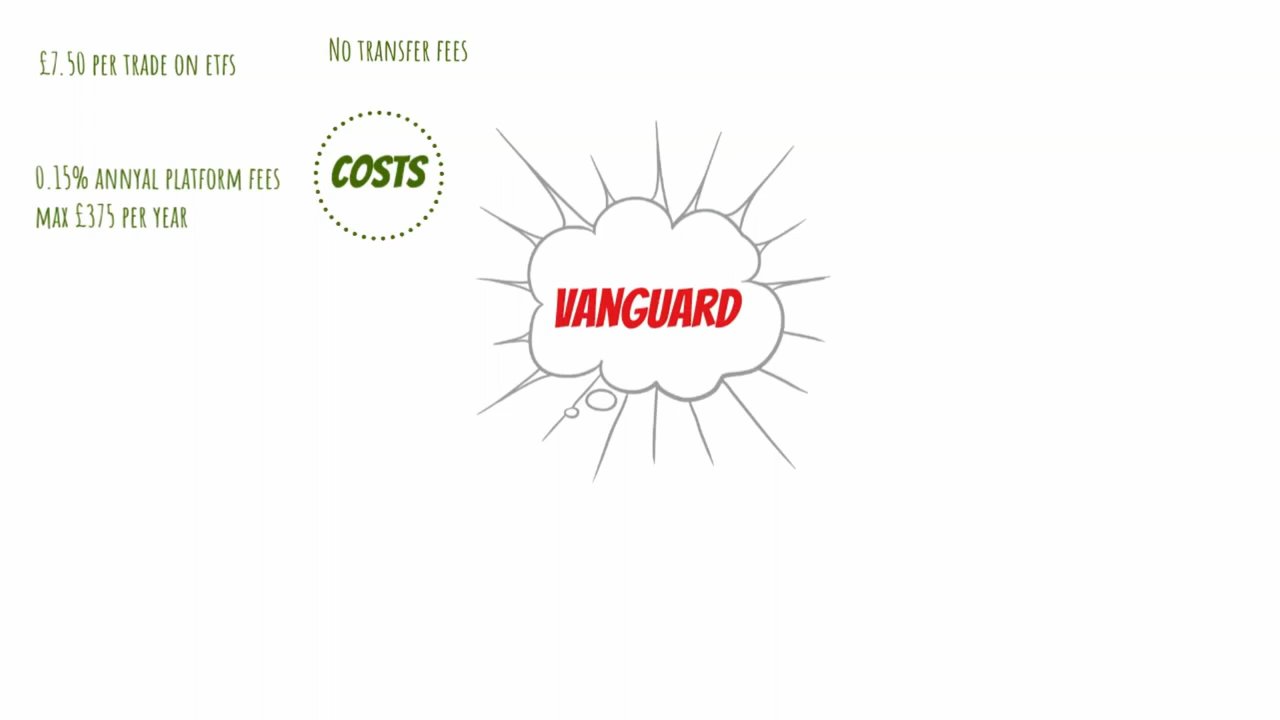 £7.50 per trade on etfs
No transfer fees
Costs
0.15% annyal platform fees
max £375 per year
Vanguard